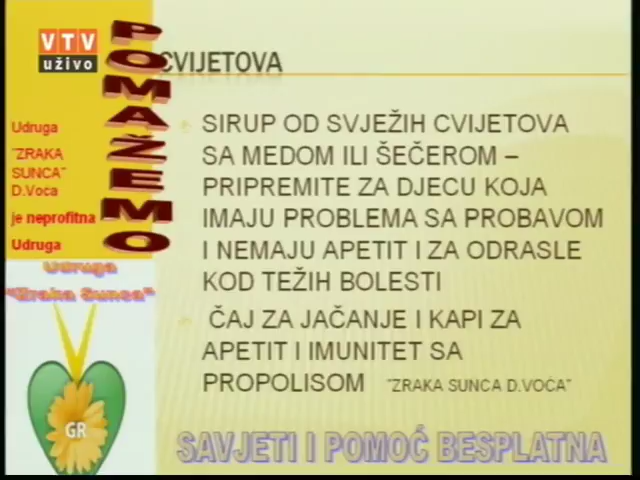 VTV
uživo
POMAŽEMO
CVIJETOVA
Udruga
"ZRAKA
SUNCA"
D.Voća
je neprofitna
Udruga
Udruga
"Zraka Sunca"
GR
SIRUP OD SVJEŽIH CVIJETOVA
SA MEDOM ILI ŠEČEROM –
PRIPREMITE ZA DJECU KOJA
IMAJU PROBLEMA SA PROBAVOM
I NEMAJU APETIT I ZA ODRASLE
KOD TEŽIH BOLESTI
ČAJ ZA JAČANJE I KAPI ZA
APETIT I IMUNITET SA
PROPOLISOM "ZRAKA SUNCA D.VOĆA"
SAVJETI I POMOĆ BESPLATNA